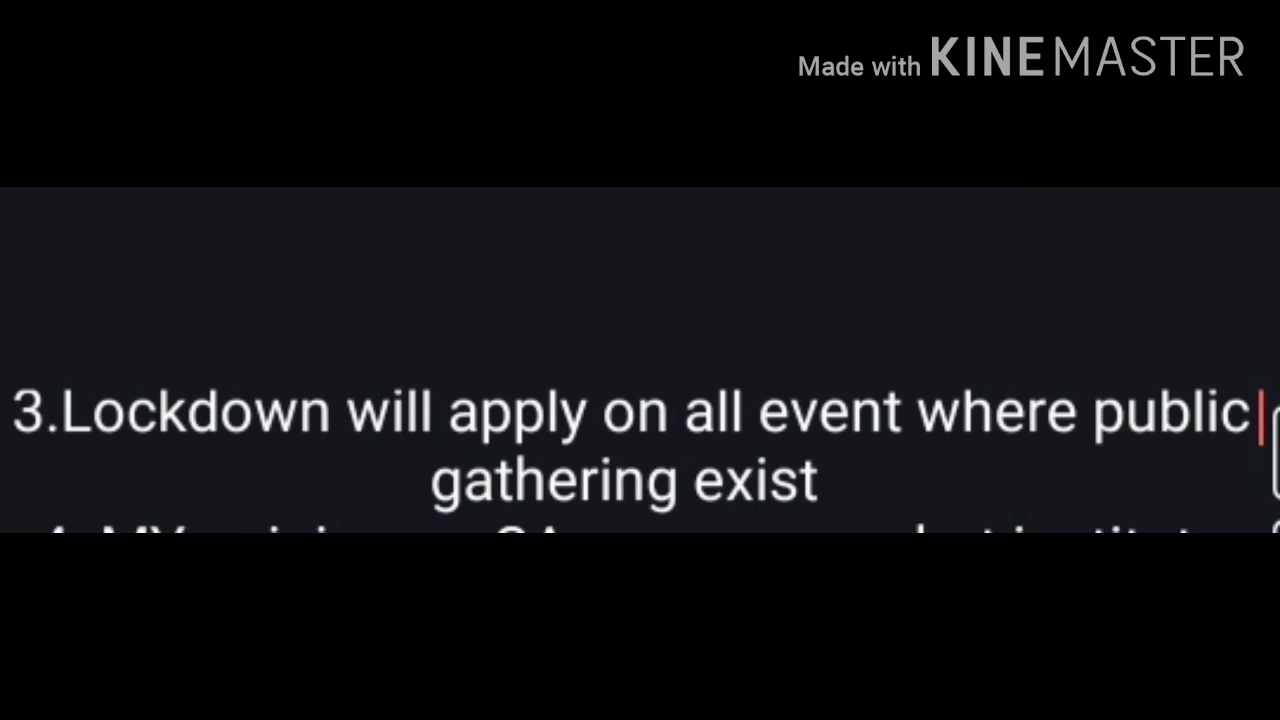 Made with KINEMASTER
3.Lockdown will apply on all event where public
gathering exist